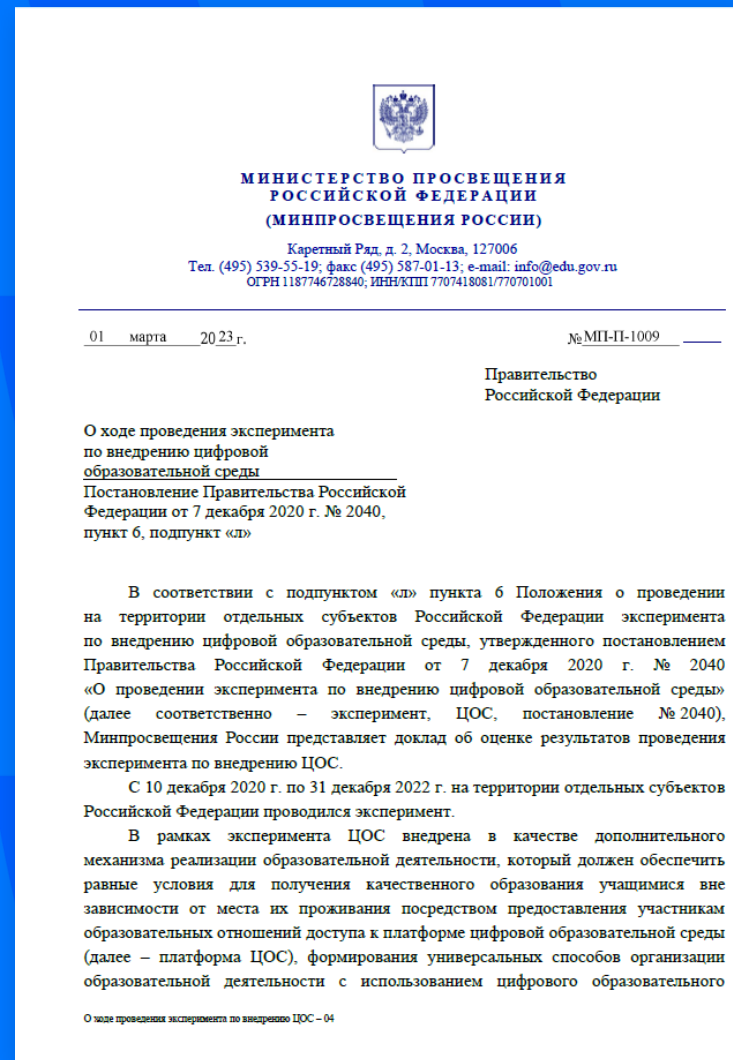 МИНИСТЕРСТВО ПРОСВЕЩЕНИЯ
РОССИЙСКОЙ ФЕДЕРАЦИИ
(МИНПРОСВЕЩЕНИЯ РОССИИ)
Каретный Ряд, д. 2, Москва, 127006
Тел. (495) 539-55-19; факс (495) 587-01-13; e-mail: info@edu.gov.ru
ОГРН 1187746728840; ИНН/КПП 7707418081/770701001
01 марта 2023 г. № МП-П-1009
Правительство
Российской Федерации
О ходе проведения эксперимента
по внедрению цифровой
образовательной среды
Постановление Правительства Российской
Федерации от 7 декабря 2020 г. № 2040,
пункт 6, подпункт «л»
В соответствии с подпунктом «л» пункта 6 Положения о проведении
на территории отдельных субъектов Российской Федерации эксперимента
по внедрению цифровой образовательной среды, утвержденного постановлением
Правительства Российской Федерации от 7 декабря 2020 г. № 2040
«О проведении эксперимента по внедрению цифровой образовательной среды»
(далее соответственно – эксперимент, ЦОС, постановление № 2040),
Минпросвещения России представляет доклад об оценке результатов проведения
эксперимента по внедрению ЦОС.
С 10 декабря 2020 г. по 31 декабря 2022 г. на территории отдельных субъектов
Российской Федерации проводился эксперимент.
В рамках эксперимента ЦОС внедрена в качестве дополнительного
механизма реализации образовательной деятельности, который должен обеспечить
равные условия для получения качественного образования учащимися вне
зависимости от места их проживания посредством предоставления участникам
образовательных отношений доступа к платформе цифровой образовательной среды
(далее – платформа ЦОС), формирования универсальных способов организации
образовательной деятельности с использованием цифрового образовательного
О ходе проведения эксперимента по внедрению ЦОС – 04